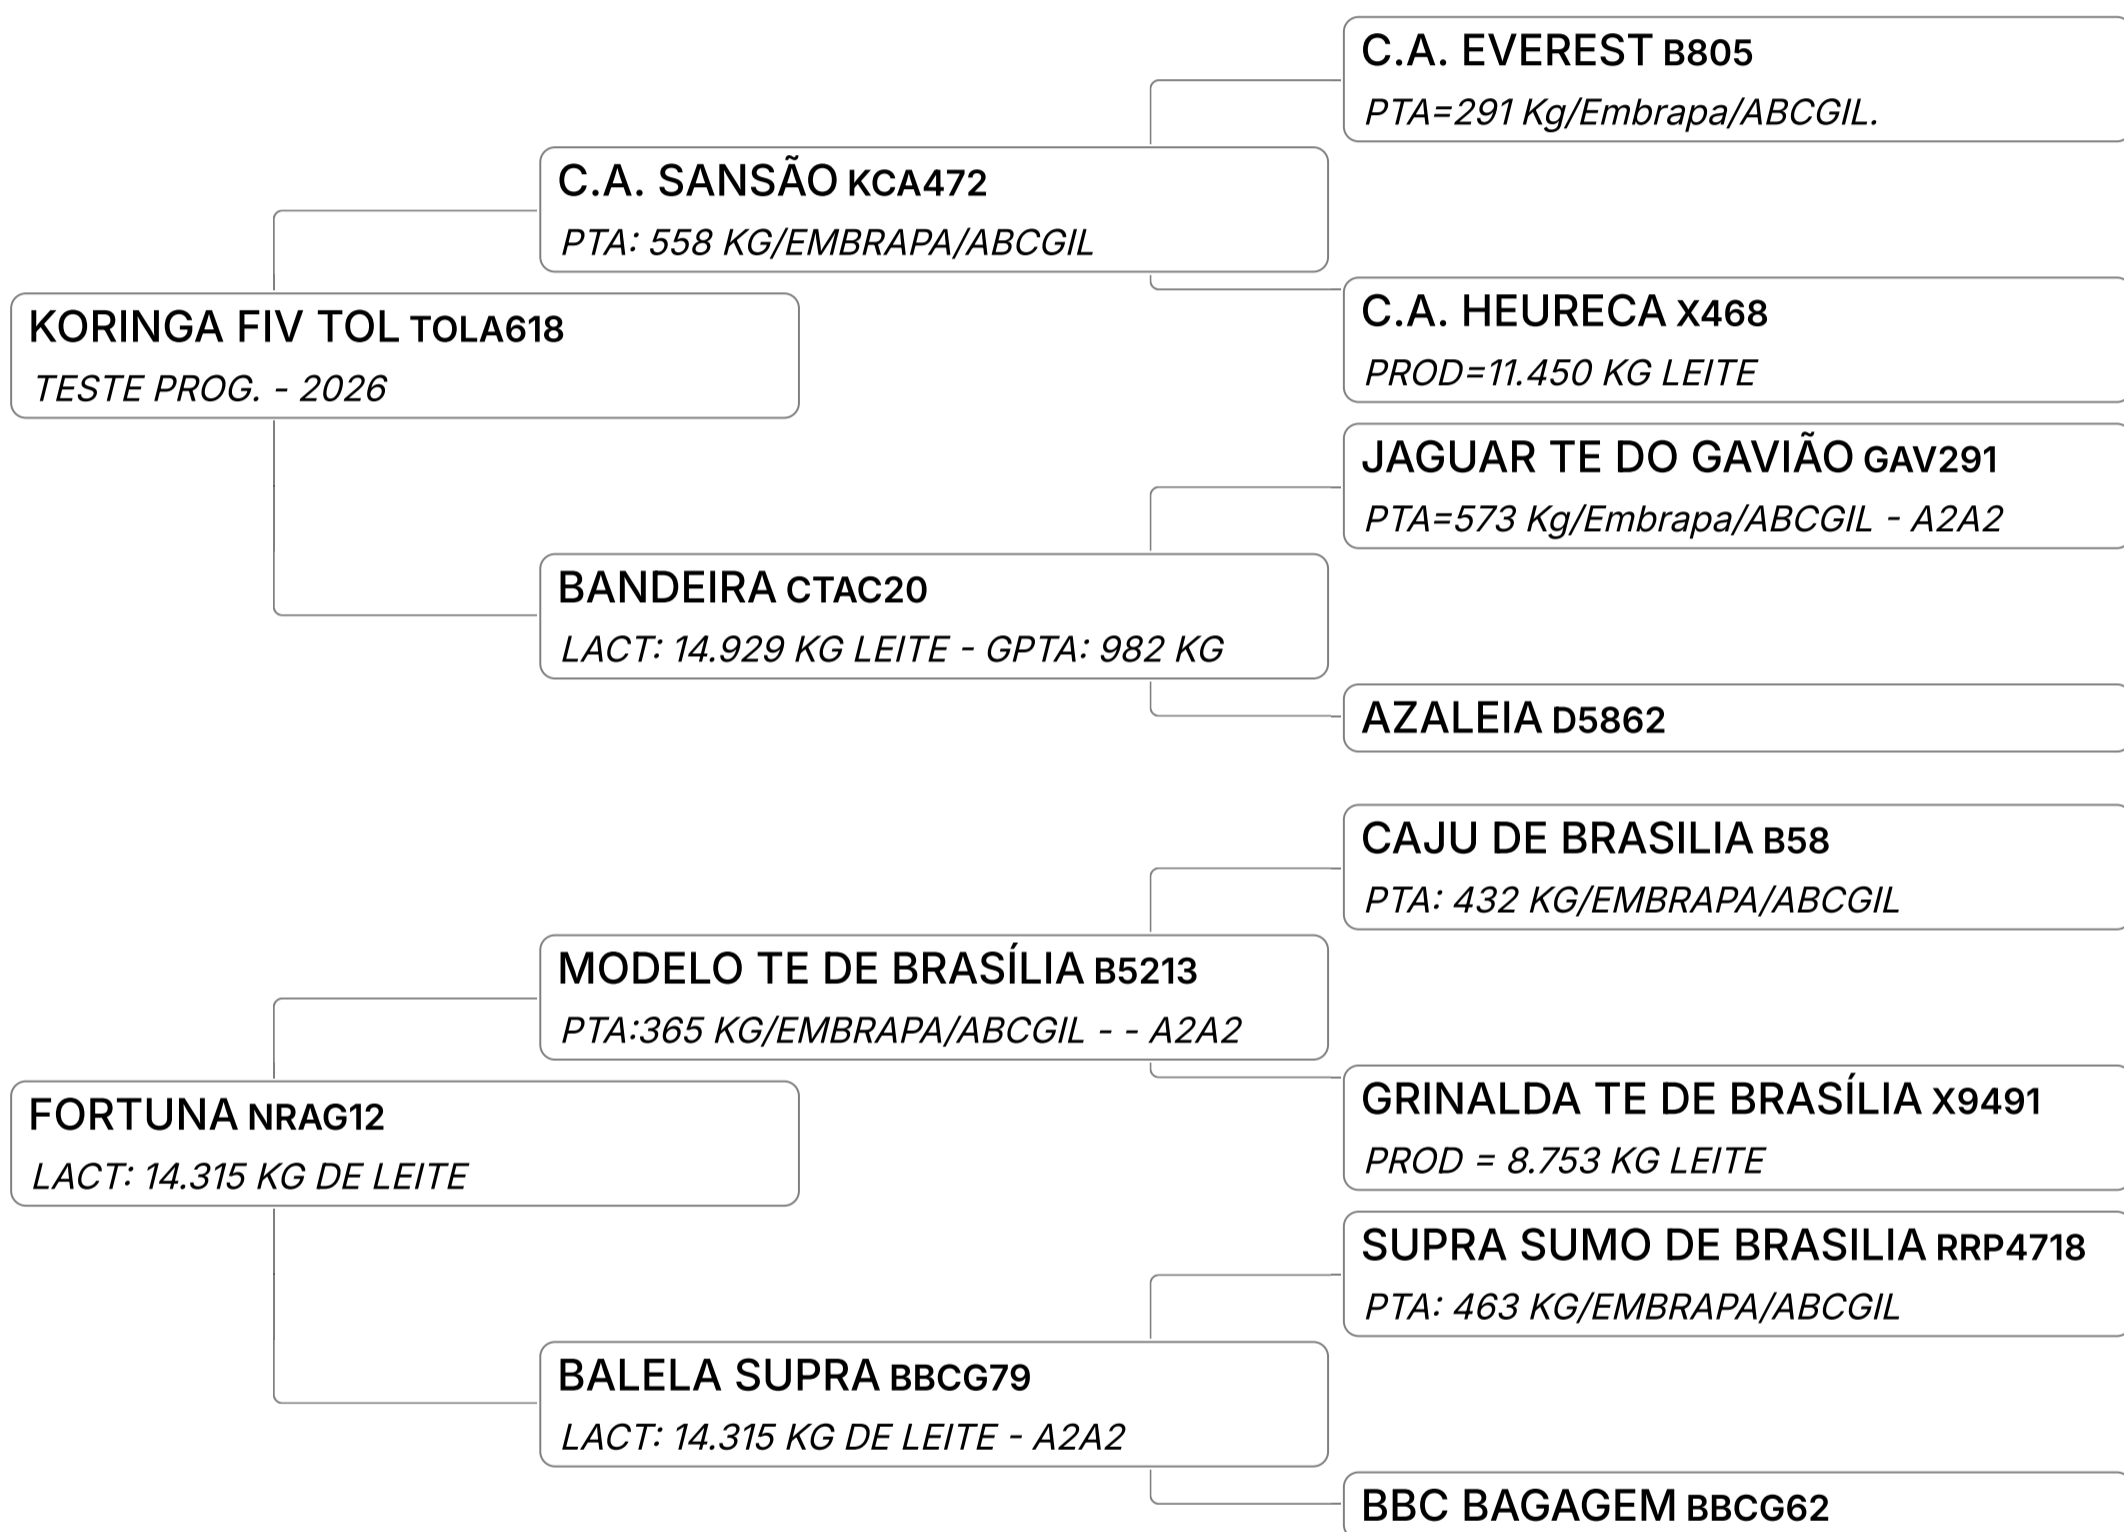 C.A. EVEREST B805
PTA=291 Kg/Embrapa/ABCGIL.
C.A. SANSÃO KCA472
PTA: 558 KG/EMBRAPA/ABCGIL
C.A. HEURECA X468
PROD=11.450 KG LEITE
KORINGA FIV TOL TOLA618
TESTE PROG. - 2026
JAGUAR TE DO GAVIÃO GAV291
PTA=573 Kg/Embrapa/ABCGIL - A2A2
BANDEIRA CTAC20
LACT: 14.929 KG LEITE - GPTA: 982 KG
AZALEIA D5862
CAJU DE BRASILIA B58
PTA: 432 KG/EMBRAPA/ABCGIL
MODELO TE DE BRASÍLIA B5213
PTA:365 KG/EMBRAPA/ABCGIL - - A2A2
GRINALDA TE DE BRASÍLIA X9491
PROD = 8.753 KG LEITE
FORTUNA NRAG12
LACT: 14.315 KG DE LEITE
SUPRA SUMO DE BRASILIA RRP4718
PTA: 463 KG/EMBRAPA/ABCGIL
BALELA SUPRA BBCG79
LACT: 14.315 KG DE LEITE - A2A2
BBC BAGAGEM BBCG62